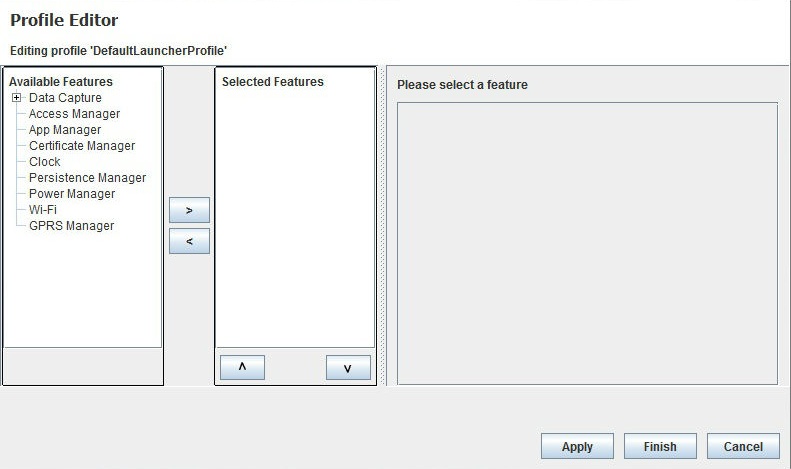 Profile Editor
Editing profile 'DefaultLauncherProfile'
Available Features
Data Capture
Access Manager
App Manager
Certificate Manager
Clock
Persistence Manager
Power Manager
Wi-Fi
GPRS Manager
>
<
Selected Features
˄
˅
Please select a feature
Apply
Finish
Cancel